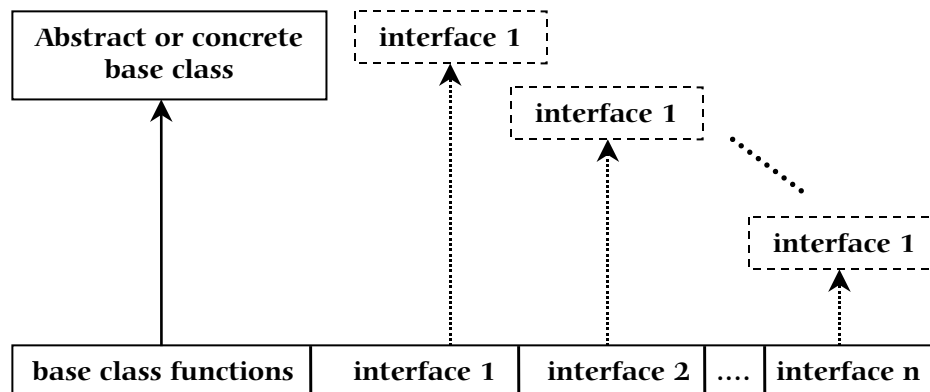 Abstract or concrete
base class
interface 1
interface 1
interface 1
base class functions
interface 1
interface 2
....
interface n